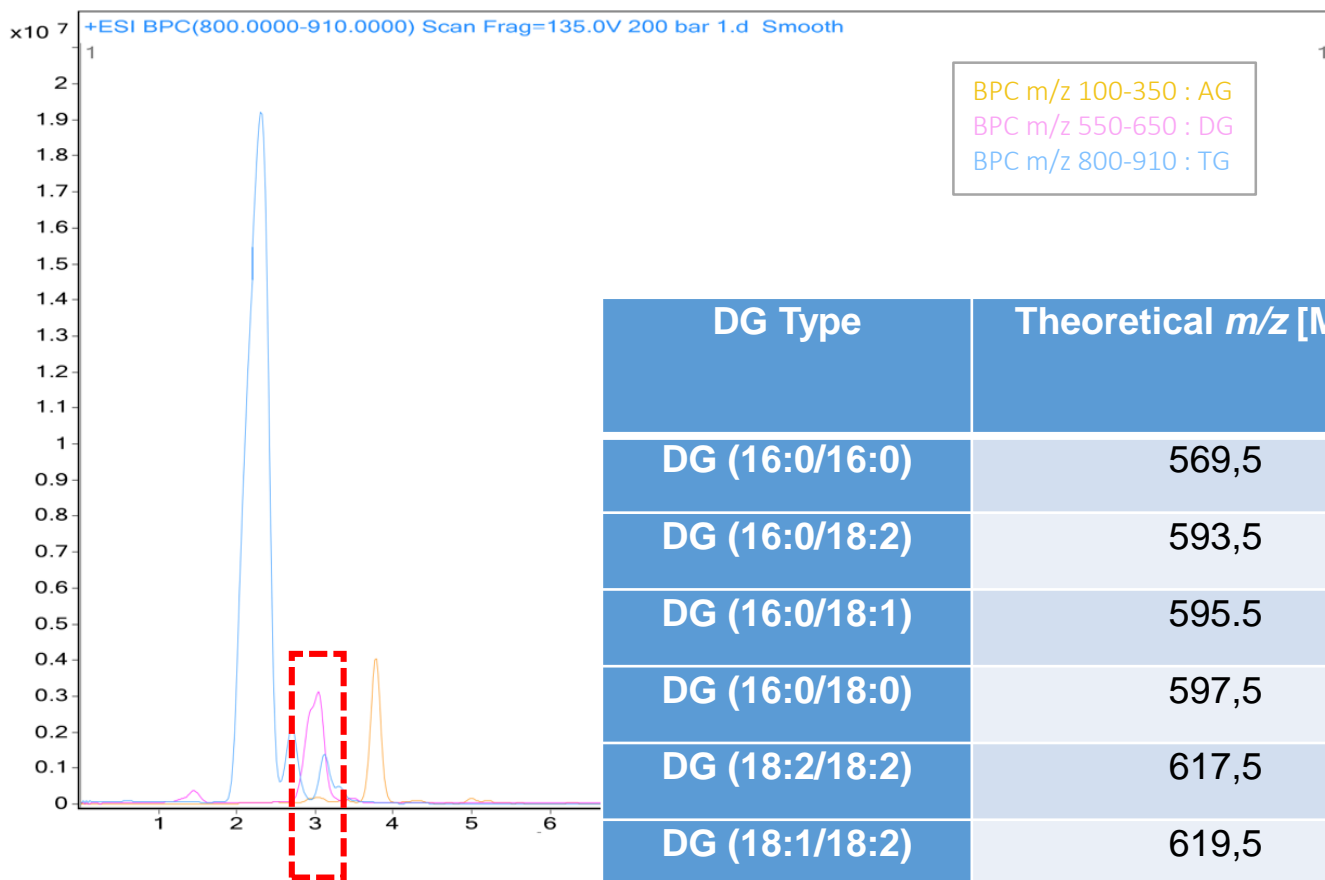 +ESI BPC(800.0000-910.0000) Scan Frag=135.0V 200 bar 1.d Smooth
×10 7
1
1
2
1.9
1.8
1.7
1.6
1.5
1.4
1.3
1.2
1.1
1
0.9
0.8
0.7
0.6
0.5
0.4
0.3
0.2
0.1
0
1 2 3 4 5 6
BPC m/z 100-350 : AG
BPC m/z 550-650 : DG
BPC m/z 800-910 : TG
DG Type Theoretical m/z [M
DG (16:0/16:0) 569,5
DG (16:0/18:2) 593,5
DG (16:0/18:1) 595.5
DG (16:0/18:0) 597,5
DG (18:2/18:2) 617,5
DG (18:1/18:2) 619,5